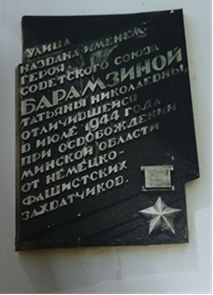 УЛИЦА
НАЗВАНА ИМЕНЕМ
ГЕРОЯ
СОВЕТСКОГО СОЮЗА
БАРАМЗИНОЙ
ТАТЬЯНЫ НИКОЛАЕВНЫ,
ОТЛИЧИВШЕЙСЯ
В ИЮЛЕ 1944 ГОДА
ПРИ ОСВОБОЖДЕНИИ
МИНСКОЙ ОБЛАСТИ
ОТ НЕМЕЦКО-
ФАШИСТСКИХ
ЗАХВАТЧИКОВ.